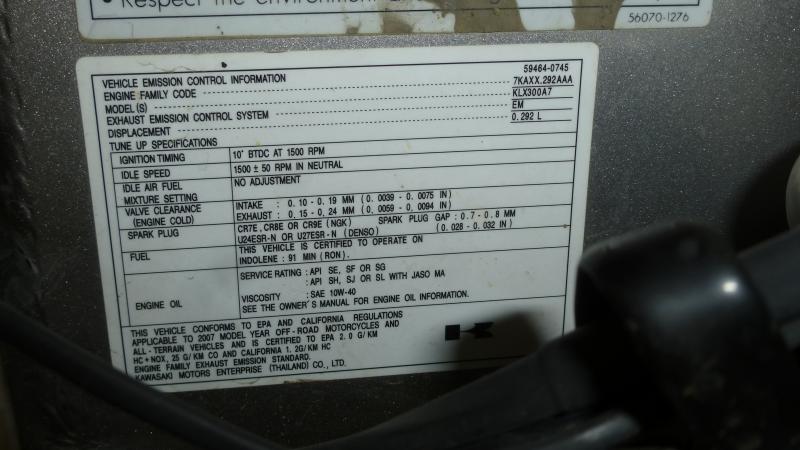 • Respect the environment
56070-1276
59464-0745
VEHICLE EMISSION CONTROL INFORMATION
ENGINE FAMILY CODE 7KAXX.292AAA
MODEL(S) KLX300A7
EXHAUST EMISSION CONTROL SYSTEM EM
DISPLACEMENT 0.292 L
TUNE UP SPECIFICATIONS
IGNITION TIMING 10° BTDC AT 1500 RPM
IDLE SPEED 1500 ± 50 RPM IN NEUTRAL
IDLE AIR FUEL MIXTURE SETTING NO ADJUSTMENT
VALVE CLEARANCE INTAKE : 0.10 - 0.19 MM (0.0039 - 0.0075 IN)
(ENGINE COLD) EXHAUST : 0.15 - 0.24 MM (0.0059 - 0.0094 IN)
SPARK PLUG CR7E, CR8E OR CR9E (NGK) SPARK PLUG GAP : 0.7 - 0.8 MM
U24ESR-N OR U27ESR-N (DENSO) (0.028 - 0.032 IN)
FUEL THIS VEHICLE IS CERTIFIED TO OPERATE ON
INDOLENE : 91 MIN (RON).
ENGINE OIL SERVICE RATING : API SE, SF OR SG
: API SH, SJ OR SL WITH JASO MA
VISCOSITY : SAE 10W-40
SEE THE OWNER'S MANUAL FOR ENGINE OIL INFORMATION.
THIS VEHICLE CONFORMS TO EPA AND CALIFORNIA REGULATIONS
APPLICABLE TO 2007 MODEL YEAR OFF-ROAD MOTORCYCLES AND
ALL-TERRAIN VEHICLES AND IS CERTIFIED TO EPA 2.0 G/KM
HC+NOX, 25 G/KM CO AND CALIFORNIA 1.2G/KM HC
ENGINE FAMILY EXHAUST EMISSION STANDARD.
KAWASAKI MOTORS ENTERPRISE (THAILAND) CO., LTD.